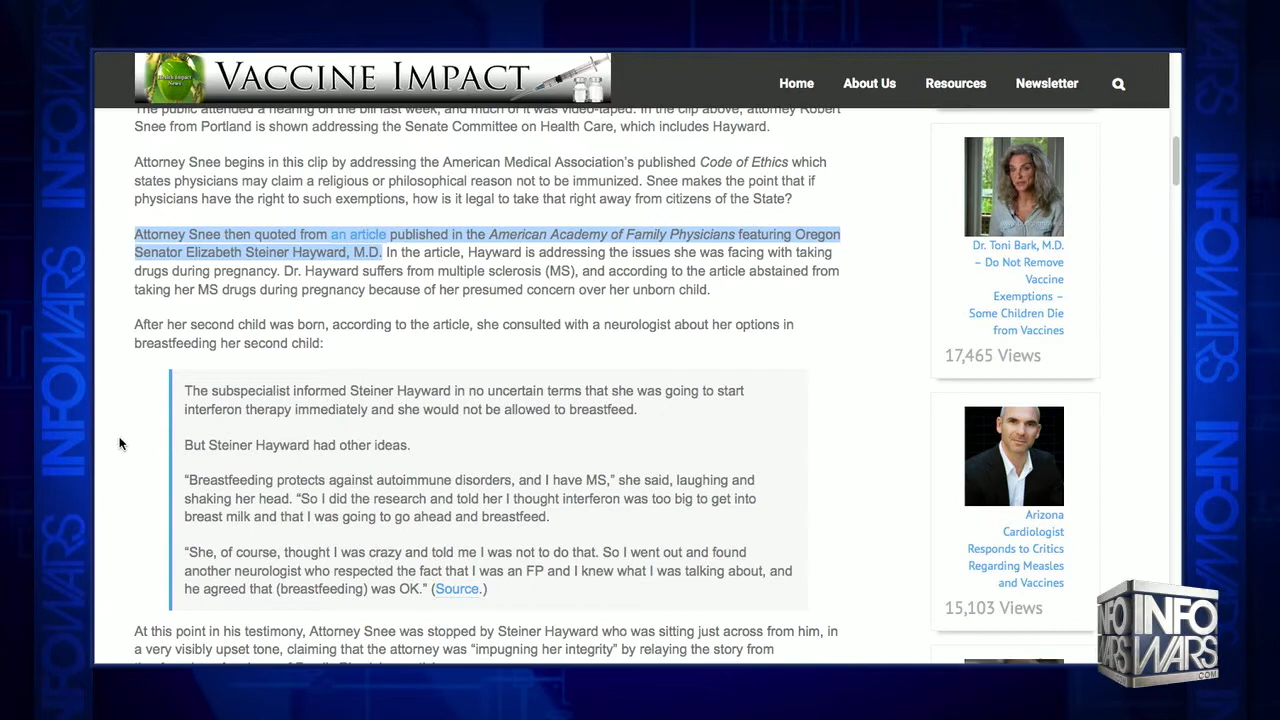 VACCINE IMPACT
Health Impact
News
Home About Us Resources Newsletter
The public attended a hearing on the bill last week, and much of it was video-taped. In the clip above, attorney Robert
Snee from Portland is shown addressing the Senate Committee on Health Care, which includes Hayward.
Attorney Snee begins in this clip by addressing the American Medical Association's published Code of Ethics which
states physicians may claim a religious or philosophical reason not to be immunized. Snee makes the point that if
physicians have the right to such exemptions, how is it legal to take that right away from citizens of the State?
Attorney Snee then quoted from an article published in the American Academy of Family Physicians featuring Oregon
Senator Elizabeth Steiner Hayward, M.D. In the article, Hayward is addressing the issues she was facing with taking
drugs during pregnancy. Dr. Hayward suffers from multiple sclerosis (MS), and according to the article abstained from
taking her MS drugs during pregnancy because of her presumed concern over her unborn child.
After her second child was born, according to the article, she consulted with a neurologist about her options in
breastfeeding her second child:
The subspecialist informed Steiner Hayward in no uncertain terms that she was going to start
interferon therapy immediately and she would not be allowed to breastfeed.
But Steiner Hayward had other ideas.
“Breastfeeding protects against autoimmune disorders, and I have MS,” she said, laughing and
shaking her head. “So I did the research and told her I thought interferon was too big to get into
breast milk and that I was going to go ahead and breastfeed.
“She, of course, thought I was crazy and told me I was not to do that. So I went out and found
another neurologist who respected the fact that I was an FP and I knew what I was talking about, and
he agreed that (breastfeeding) was OK.” (Source.)
At this point in his testimony, Attorney Snee was stopped by Steiner Hayward who was sitting just across from him, in
a very visibly upset tone, claiming that the attorney was “impugning her integrity” by relaying the story from
Dr. Toni Bark, M.D.
– Do Not Remove
Vaccine
Exemptions –
Some Children Die
from Vaccines
17,465 Views
Arizona
Cardiologist
Responds to Critics
Regarding Measles
and Vaccines
15,103 Views
INFOWARS
INFOWARS
INFOWARS
INFOWARS
INFO
WARS
INFO
WARS
.COM